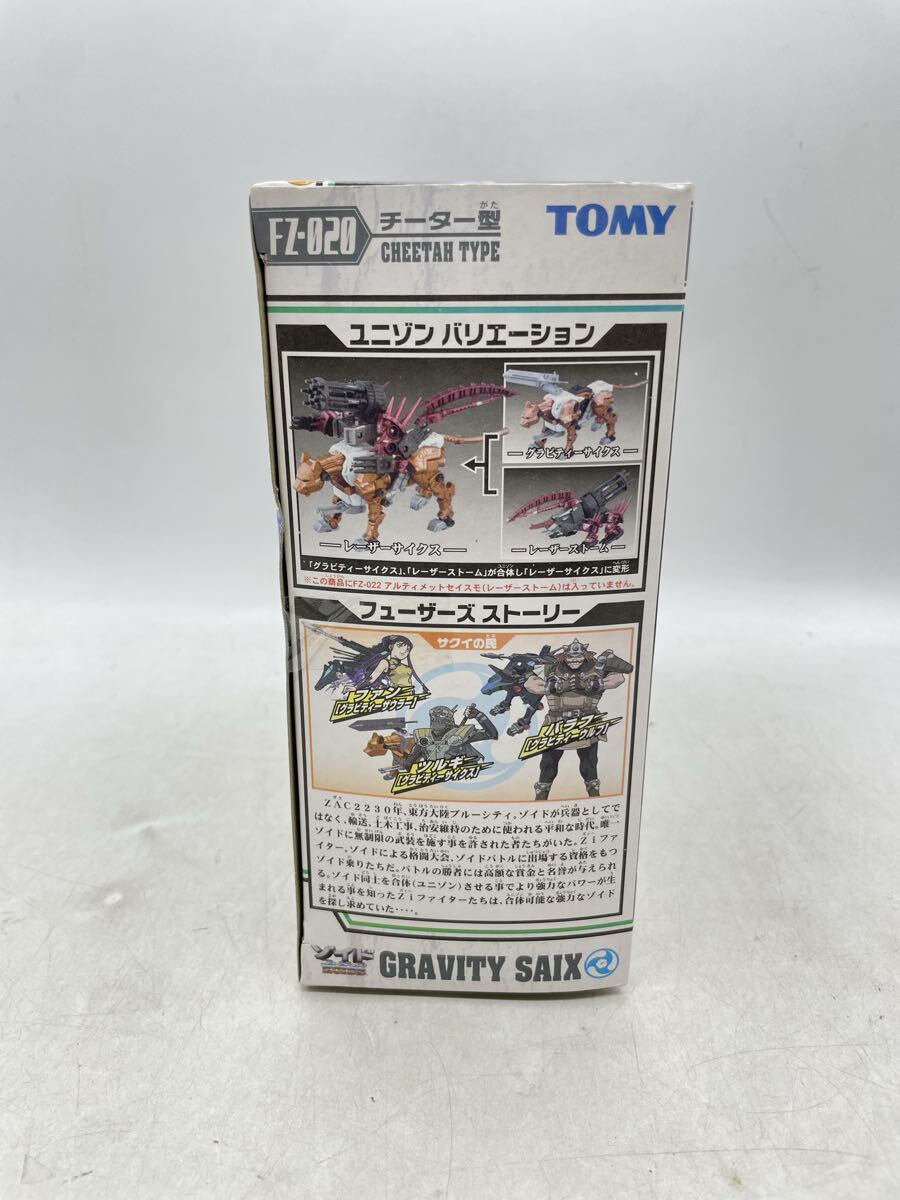 FZ-020
チーター型
がた
CHEETAH TYPE
TOMY
ユニゾン バリエーション
グラビティーサイクス
レーザーサイクス
レーザーストーム
「グラビティーサイクス」、「レーザーストーム」が合体し「レーザーサイクス」に変形
※この商品にFZ-022 アルティメットセイスモ(レーザーストーム)は入っていません。
フューザーズ ストーリー
サクイの民
ファン
[グラビティーザウラー]
バラフ
[グラビティーウルフ]
ツルギ
[グラビティーサイクス]
ZAC2230年、東方大陸ブルーシティ。ゾイドが兵器としてで
はなく、輸送、土木工事、治安維持のために使われる平和な時代。唯一
ゾイドに無制限の武装を施す事を許された者たちがいた。Ziファ
イター。ゾイドによる格闘大会、ゾイドバトルに出場する資格をもつ
ゾイド乗りたちだ。バトルの勝者には高額な賞金と名誉が与えられ
る。ゾイド同士を合体(ユニゾン)させる事でより強力なパワーが生
まれる事を知ったZiファイターたちは、合体可能な強力なゾイド
を探し求めていた・・・・。
ゾイド
GRAVITY SAIX